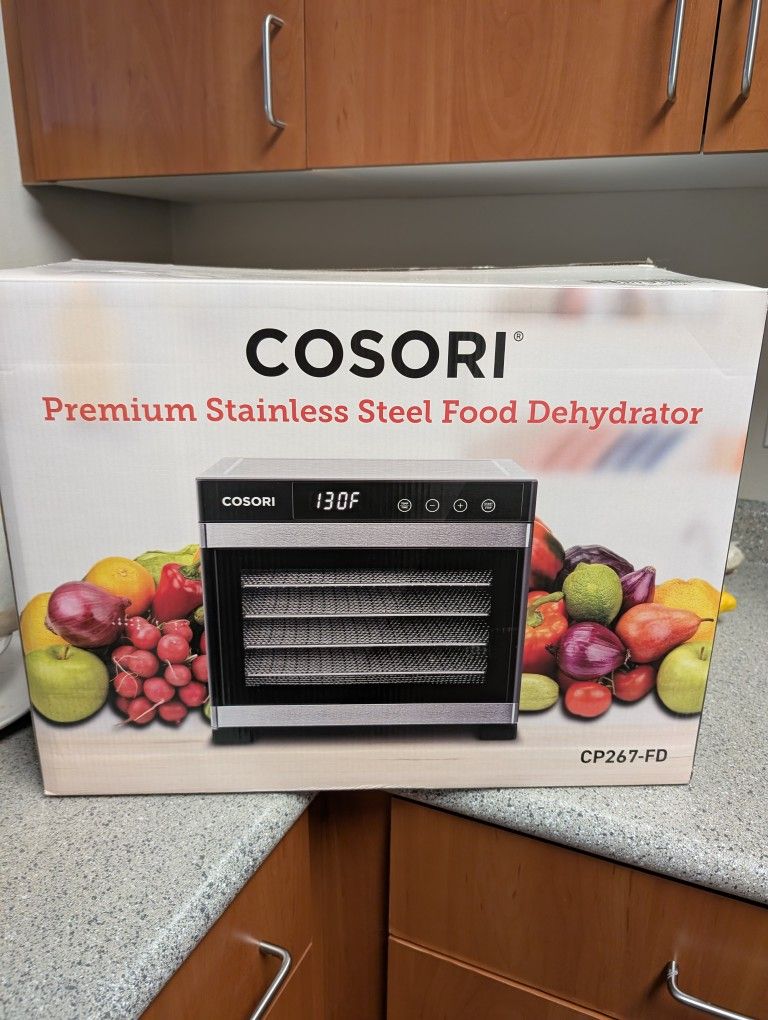 COSORI®
Premium Stainless Steel Food Dehydrator
COSORI 130F
CP267-FD